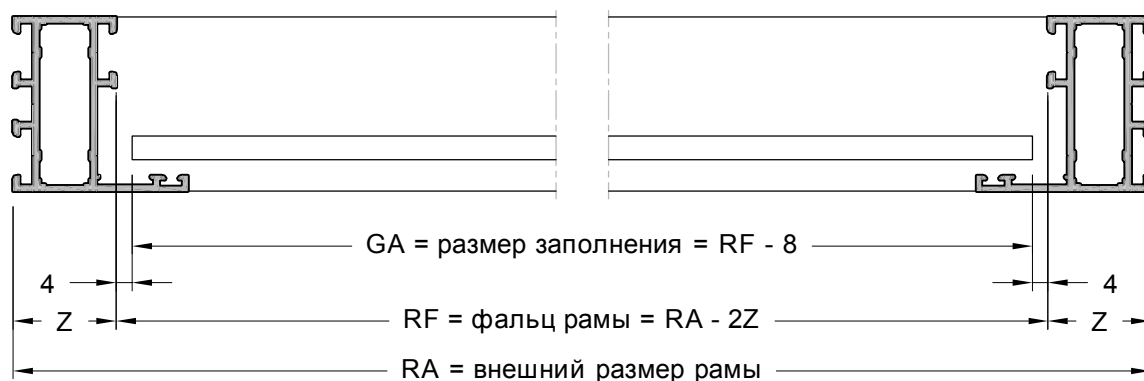 GA = размер заполнения = RF - 8
4 4
Z RF = фальц рамы = RA - 2Z Z
RA = внешний размер рамы